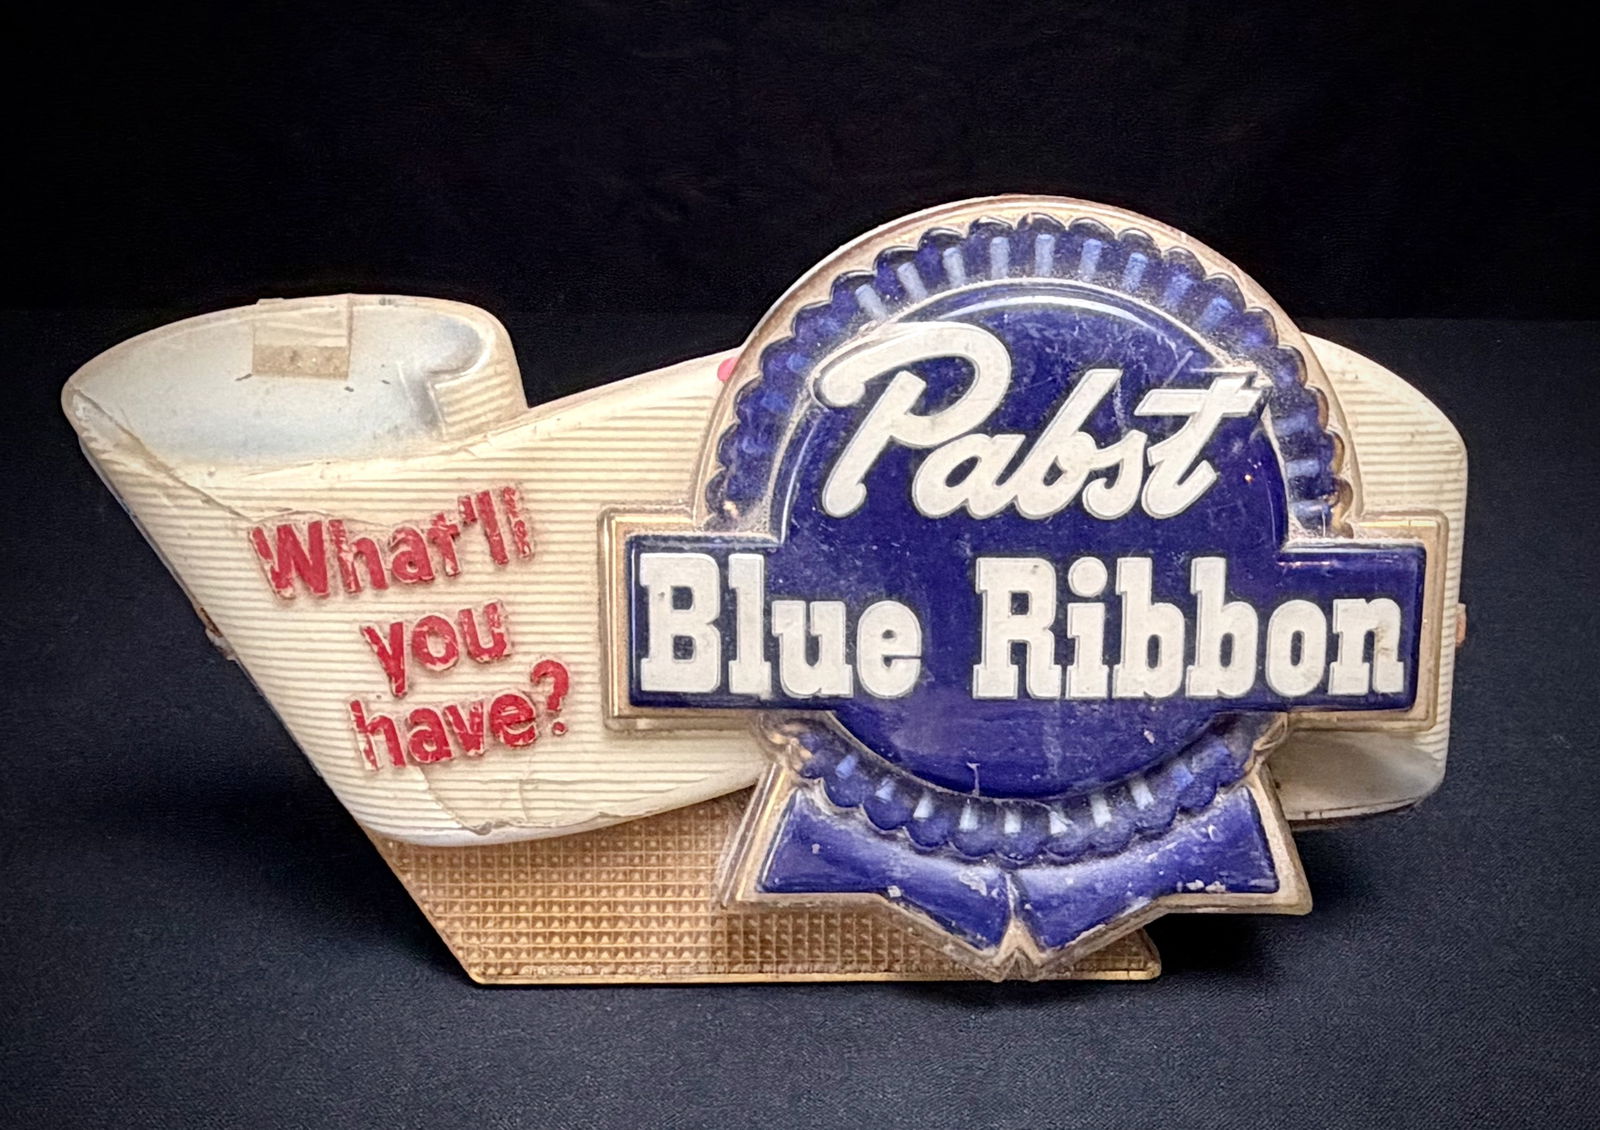 What'll
you
have?
Pabst
Blue Ribbon